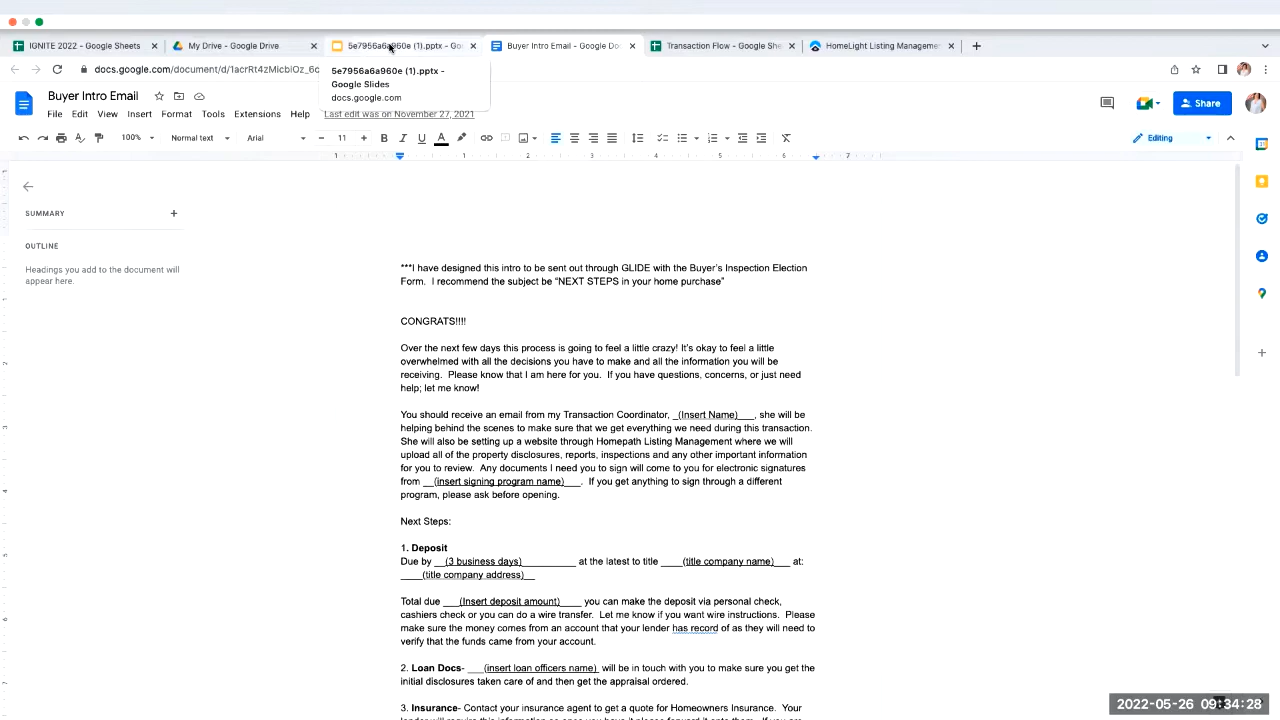 IGNITE 2022 - Google Sheets
My Drive - Google Drive
5e7956a6a960e (1).pptx - Go
Buyer Intro Email - Google Do
Transaction Flow - Google She
HomeLight Listing Manageme
5e7956a6a960e (1).pptx -
Google Slides
docs.google.com
docs.google.com/document/d/1acrRt4zMicbIOz_6c
Buyer Intro Email
File Edit View Insert Format Tools Extensions Help Last edit was on November 27, 2021
Share
100% Normal text Arial 11 Editing
1 1 2 3 4 5 6 7
SUMMARY
OUTLINE
Headings you add to the document will
appear here.
***I have designed this intro to be sent out through GLIDE with the Buyer's Inspection Election
Form. I recommend the subject be "NEXT STEPS in your home purchase"
CONGRATS!!!!
Over the next few days this process is going to feel a little crazy! It's okay to feel a little
overwhelmed with all the decisions you have to make and all the information you will be
receiving. Please know that I am here for you. If you have questions, concerns, or just need
help; let me know!
You should receive an email from my Transaction Coordinator, _(Insert Name)___, she will be
helping behind the scenes to make sure that we get everything we need during this transaction.
She will also be setting up a website through Homepath Listing Management where we will
upload all of the property disclosures, reports, inspections and any other important information
for you to review. Any documents I need you to sign will come to you for electronic signatures
from __(insert signing program name)___. If you get anything to sign through a different
program, please ask before opening.
Next Steps:
1. Deposit
Due by __(3 business days)_________ at the latest to title ____(title company name)___ at:
____(title company address)__
Total due ___(Insert deposit amount)____ you can make the deposit via personal check,
cashiers check or you can do a wire transfer. Let me know if you want wire instructions. Please
make sure the money comes from an account that your lender has record of as they will need to
verify that the funds came from your account.
2. Loan Docs- ___(insert loan officers name)_ will be in touch with you to make sure you get the
initial disclosures taken care of and then get the appraisal ordered.
3. Insurance- Contact your insurance agent to get a quote for Homeowners Insurance. Your
2022-05-26 09:34:28